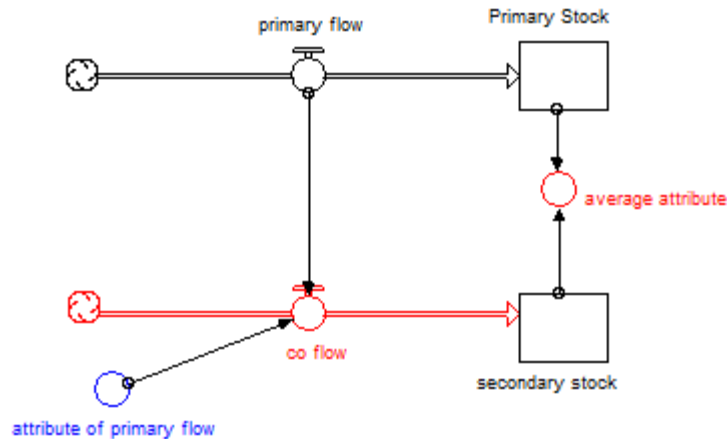 primary flow
Primary Stock
average attribute
co flow
secondary stock
attribute of primary flow